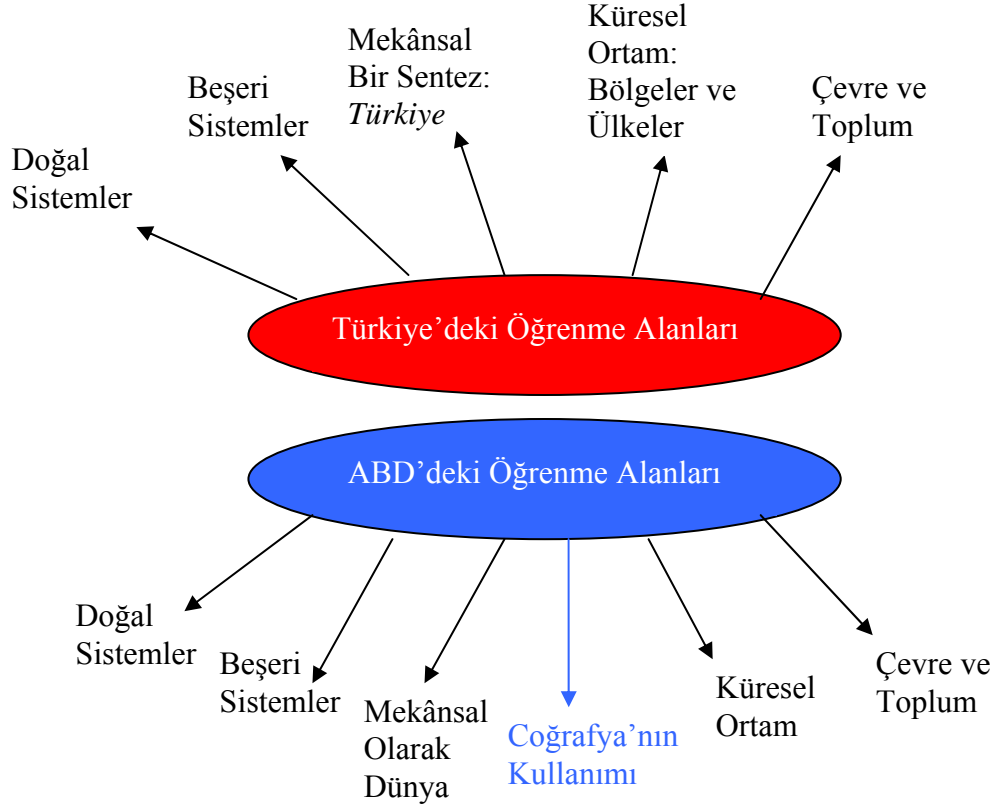 Doğal
Sistemler
Beşeri
Sistemler
Mekânsal
Bir Sentez:
Türkiye
Küresel
Ortam:
Bölgeler ve
Ülkeler
Çevre ve
Toplum
Türkiye’deki Öğrenme Alanları
ABD’deki Öğrenme Alanları
Doğal
Sistemler
Beşeri
Sistemler
Mekânsal
Olarak
Dünya
Coğrafya’nın
Kullanımı
Küresel
Ortam
Çevre ve
Toplum